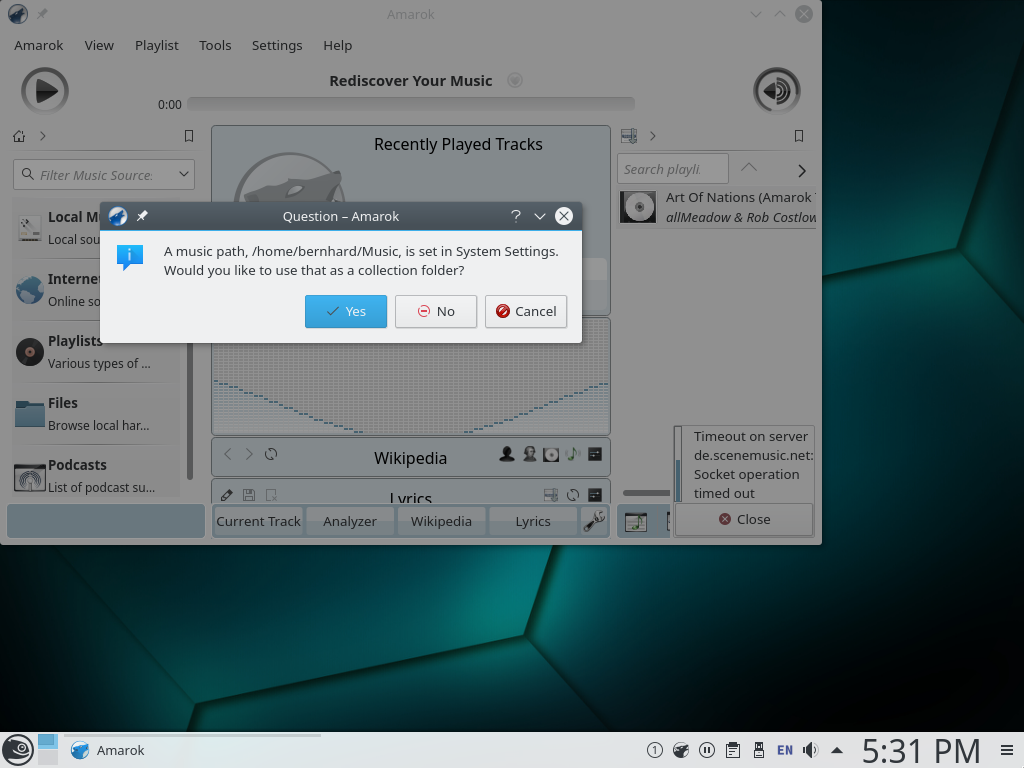 Amarok
Amarok View Playlist Tools Settings Help
Rediscover Your Music
0:00
Recently Played Tracks
Filter Music Source
Search playli
Art Of Nations (Amarok
allMeadow & Rob Costlow
Local M
Local sou
Question – Amarok
A music path, /home/bernhard/Music, is set in System Settings.
Would you like to use that as a collection folder?
Yes No Cancel
Internet
Online so
Playlists
Various types of ...
Files
Browse local har...
Podcasts
List of podcast su...
Wikipedia
Lyrics
Current Track Analyzer Wikipedia Lyrics
Timeout on server
de.scenemusic.net:
Socket operation
timed out
Close
Amarok
1
EN
5:31 PM